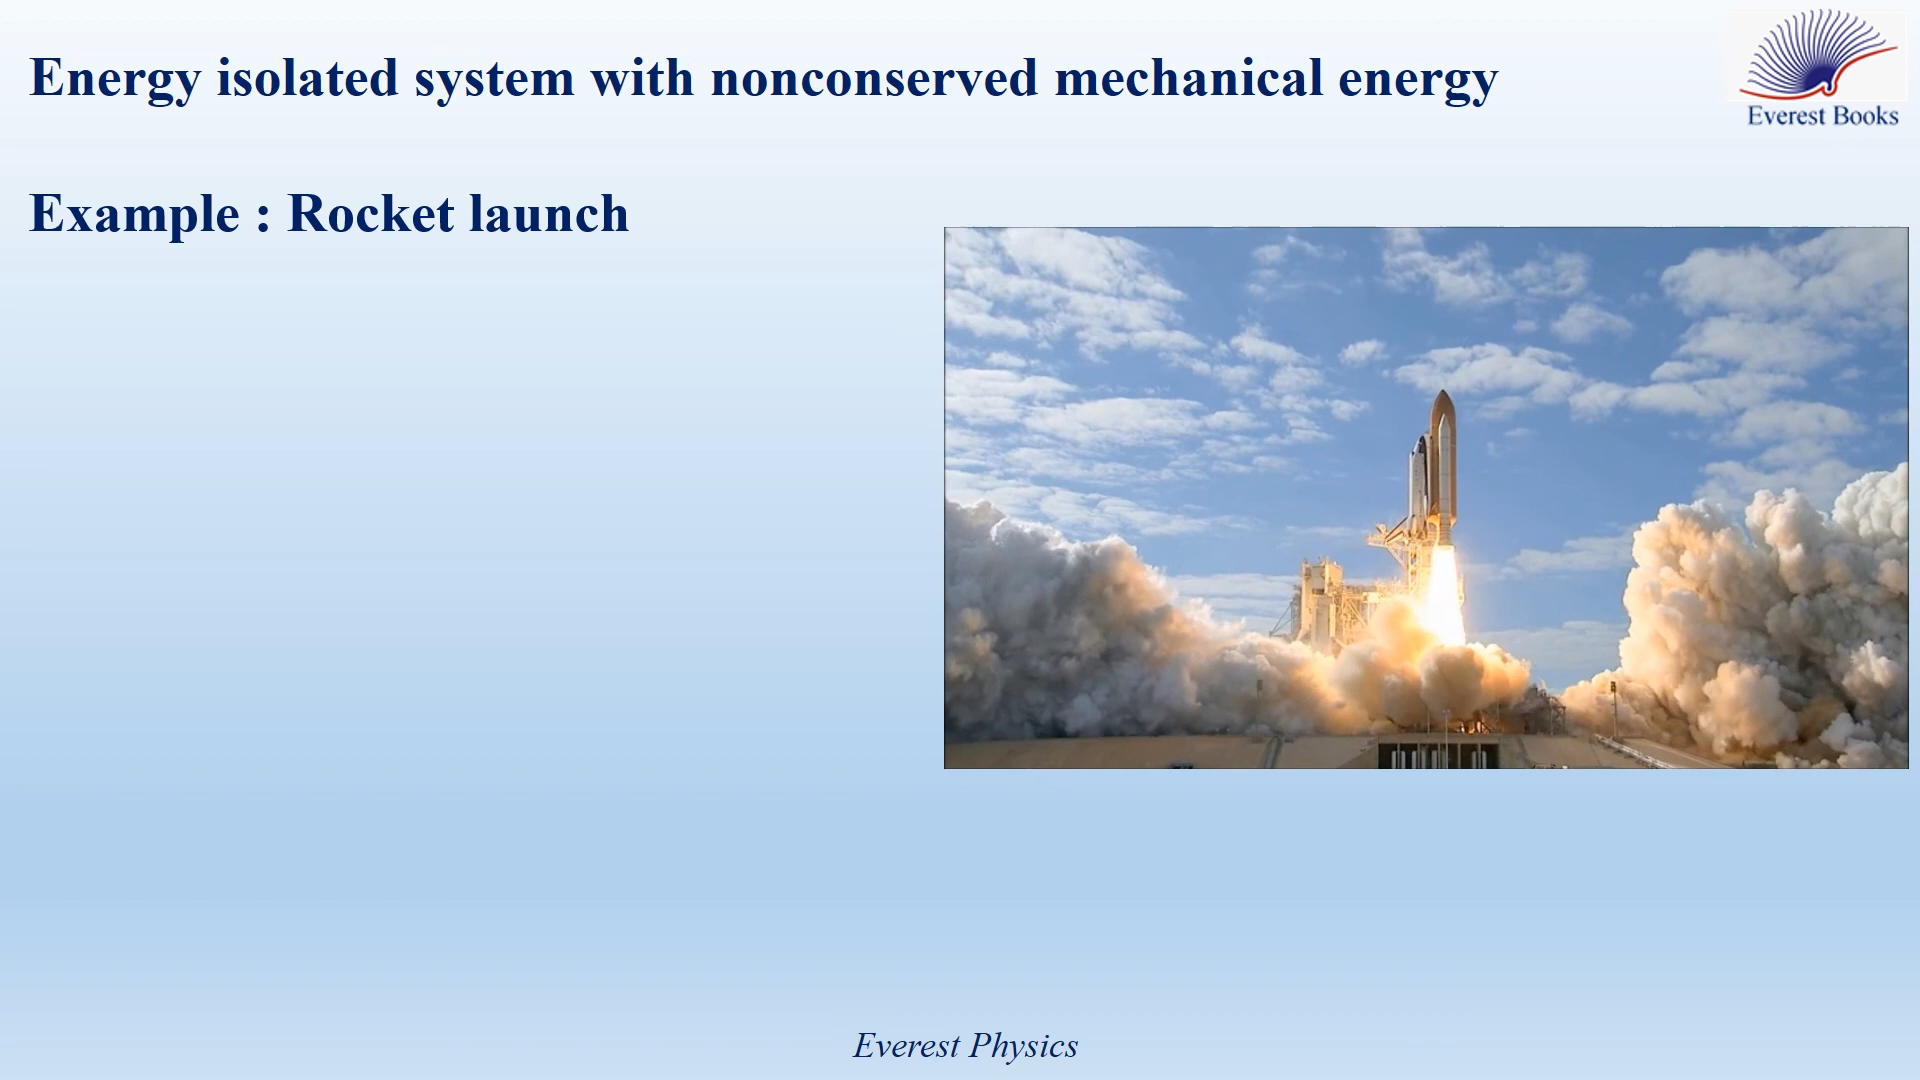 Energy isolated system with nonconserved mechanical energy
Everest Books
Example : Rocket launch
Everest Physics